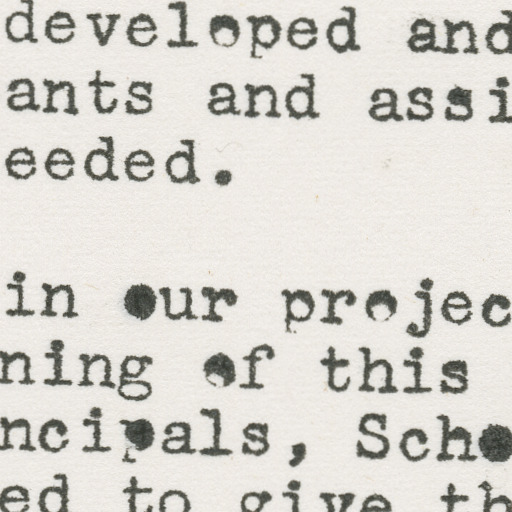 developed and
ants and assi
eeded.
in our projec
ning of this
ncipals, Scho
ed to give th